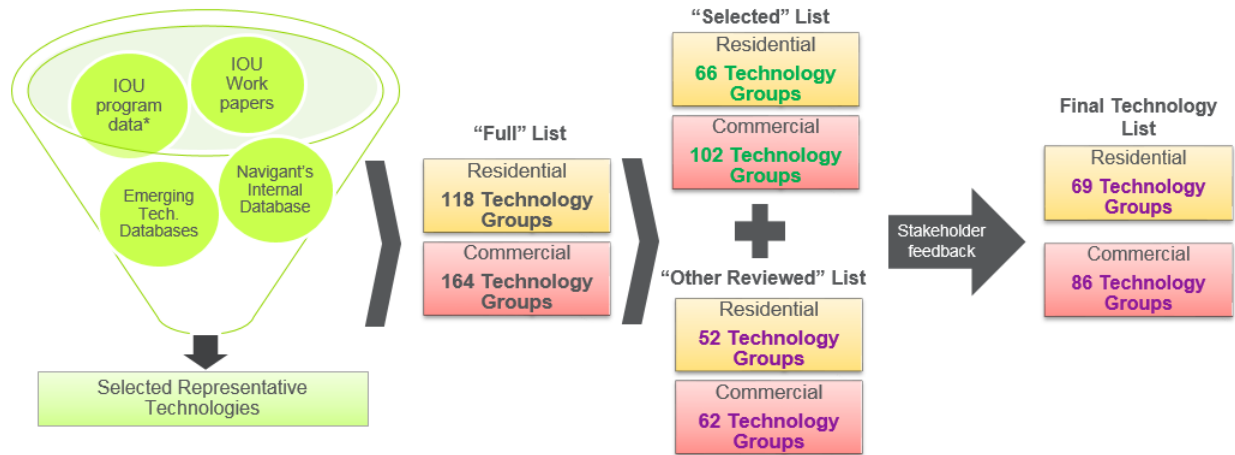 IOU
program
data*
IOU
Work
papers
Emerging
Tech.
Databases
Navigant's
Internal
Database
Selected Representative
Technologies
“Full” List
Residential
118 Technology
Groups
Commercial
164 Technology
Groups
“Selected” List
Residential
66 Technology
Groups
Commercial
102 Technology
Groups
“Other Reviewed” List
Residential
52 Technology
Groups
Commercial
62 Technology
Groups
Stakeholder
feedback
Final Technology
List
Residential
69 Technology
Groups
Commercial
86 Technology
Groups